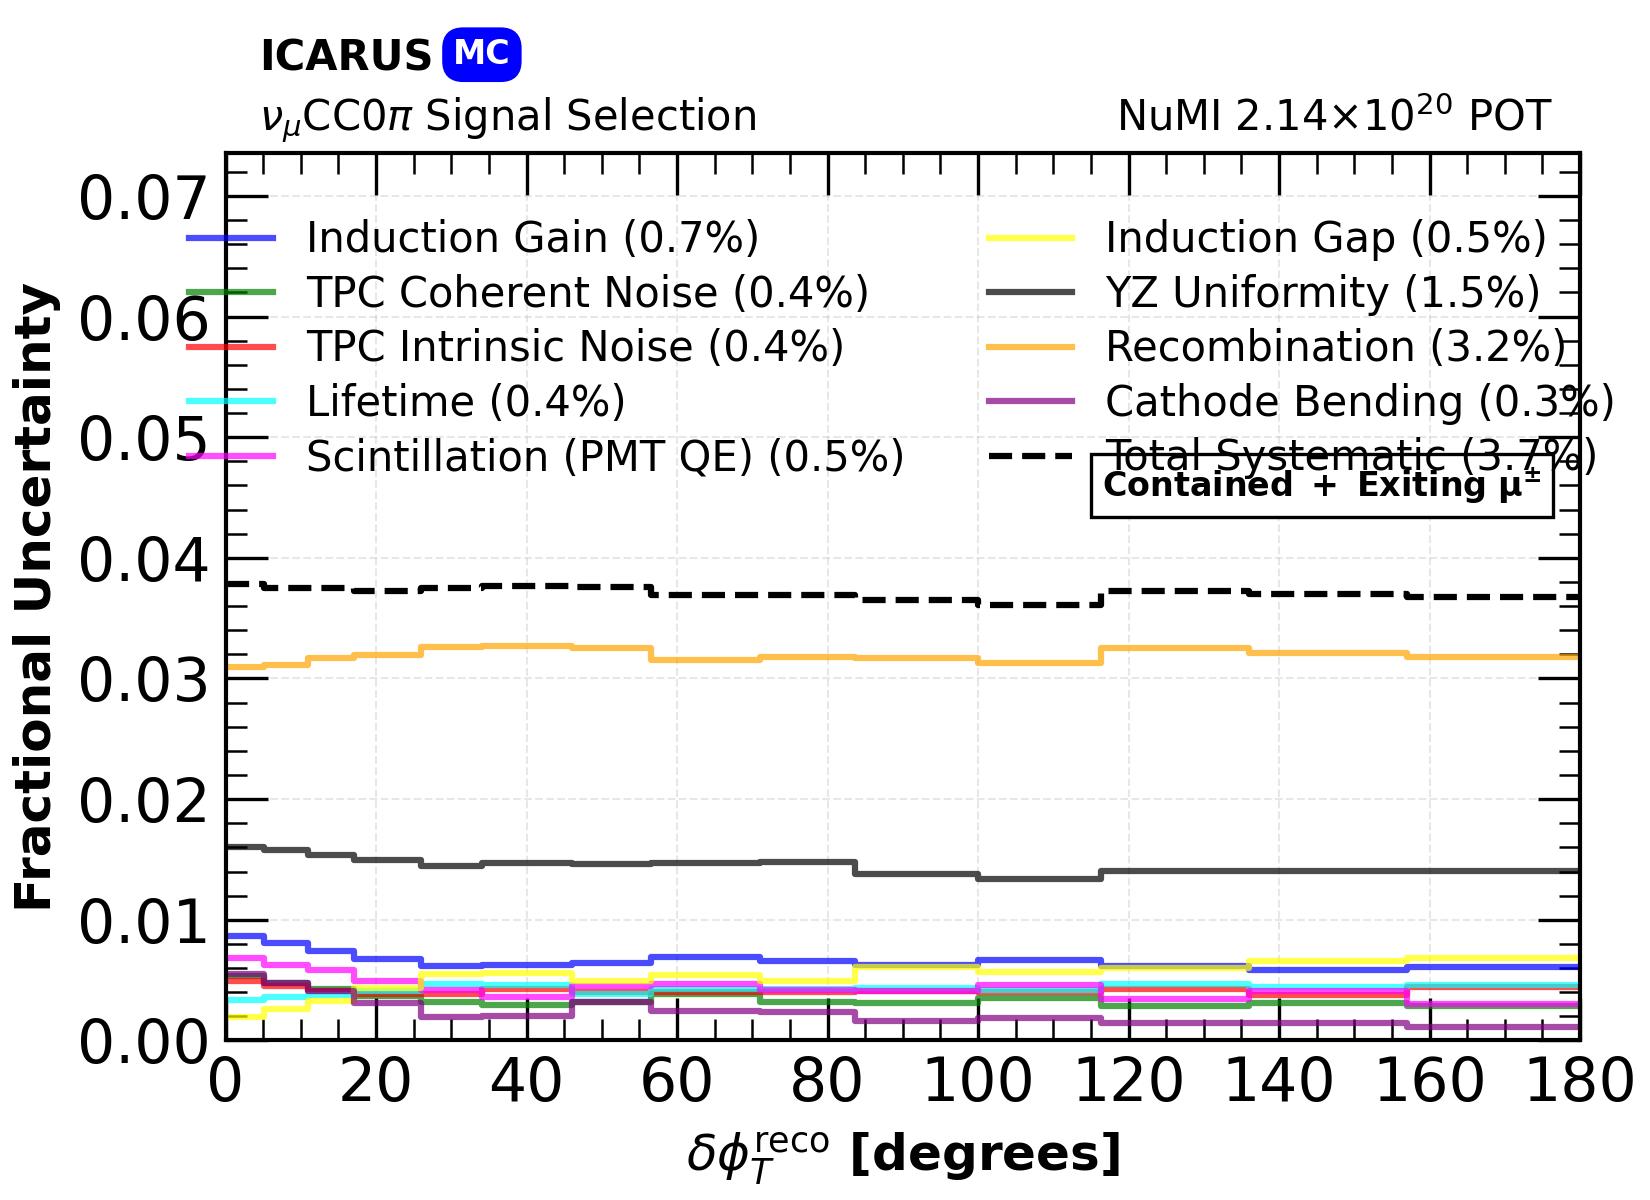 ICARUS MC
νμCC0π Signal Selection NuMI 2.14×10²⁰ POT
0.07
0.06
0.05
0.04
0.03
0.02
0.01
0.00
Fractional Uncertainty
Induction Gain (0.7%)
TPC Coherent Noise (0.4%)
TPC Intrinsic Noise (0.4%)
Lifetime (0.4%)
Scintillation (PMT QE) (0.5%)
Induction Gap (0.5%)
YZ Uniformity (1.5%)
Recombination (3.2%)
Cathode Bending (0.3%)
Total Systematic (3.7%)
Contained + Exiting μ±
0 20 40 60 80 100 120 140 160 180
δϕ_T^reco [degrees]